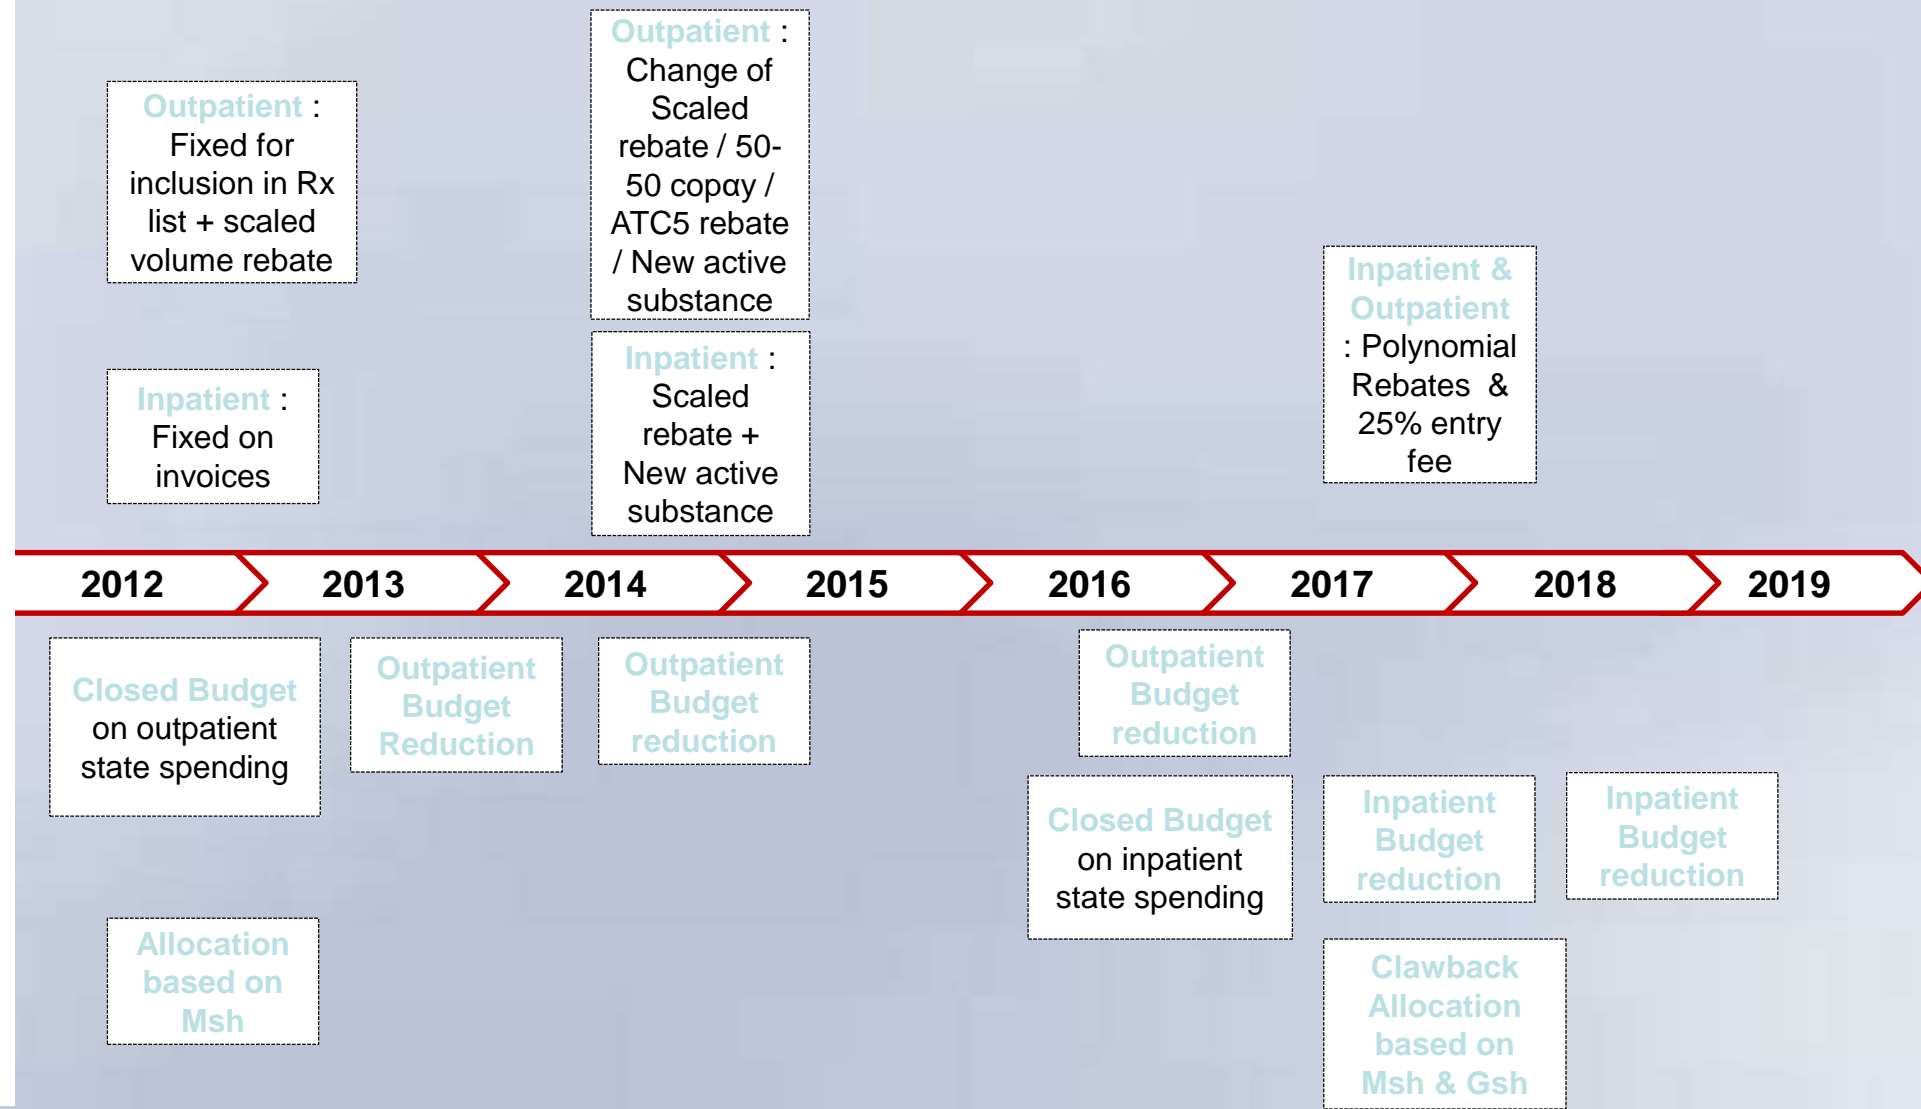 Outpatient :
Fixed for
inclusion in Rx
list + scaled
volume rebate
Inpatient :
Fixed on
invoices
Outpatient :
Change of
Scaled
rebate / 50-
50 copαy /
ATC5 rebate
/ New active
substance
Inpatient :
Scaled
rebate +
New active
substance
Inpatient &
Outpatient
: Polynomial
Rebates &
25% entry
fee
2012
2013
2014
2015
2016
2017
2018
2019
Closed Budget
on outpatient
state spending
Allocation
based on
Msh
Outpatient
Budget
Reduction
Outpatient
Budget
reduction
Outpatient
Budget
reduction
Closed Budget
on inpatient
state spending
Inpatient
Budget
reduction
Clawback
Allocation
based on
Msh & Gsh
Inpatient
Budget
reduction